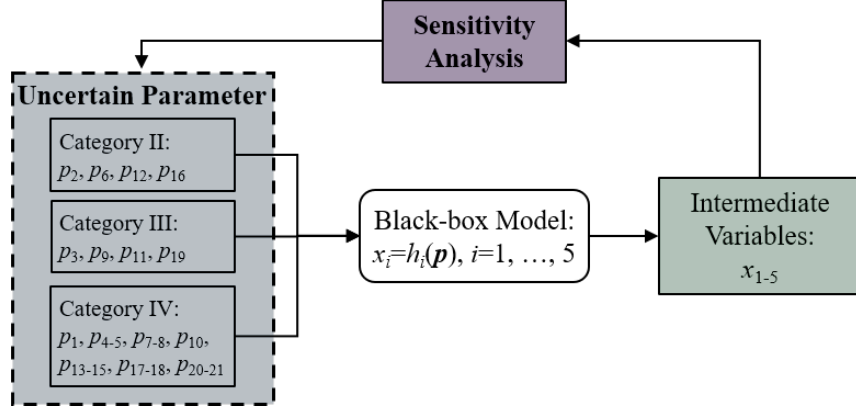 Sensitivity
Analysis
Uncertain Parameter
Category II:
p₂, p₆, p₁₂, p₁₆
Category III:
p₃, p₉, p₁₁, p₁₉
Category IV:
p₁, p₄₋₅, p₇₋₈, p₁₀,
p₁₃₋₁₅, p₁₇₋₁₈, p₂₀₋₂₁
Black-box Model:
xᵢ=hᵢ(p), i=1, …, 5
Intermediate
Variables:
x₁₋₅